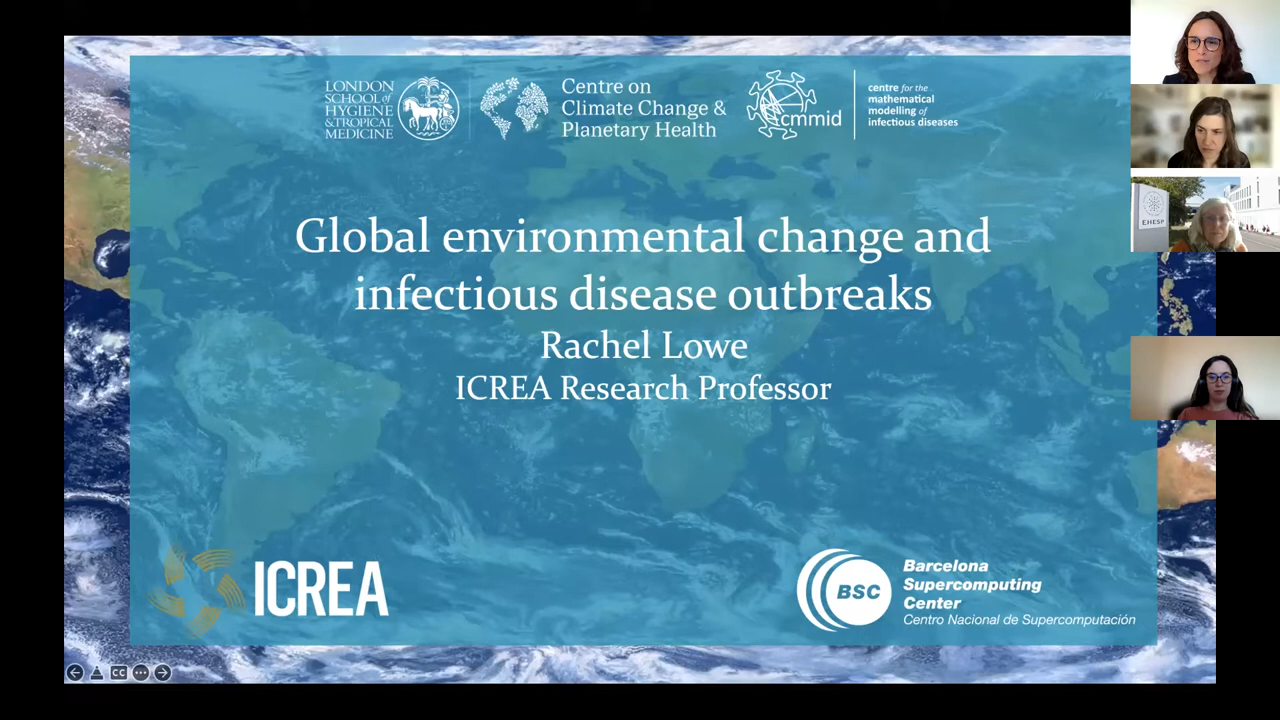 LONDON
SCHOOL of
HYGIENE
& TROPICAL
MEDICINE
Centre on
Climate Change &
Planetary Health
cmmid
centre for the
mathematical
modelling of
infectious diseases
EHESP
Global environmental change and
infectious disease outbreaks
Rachel Lowe
ICREA Research Professor
ICREA
BSC
Barcelona
Supercomputing
Center
Centro Nacional de Supercomputación
CC